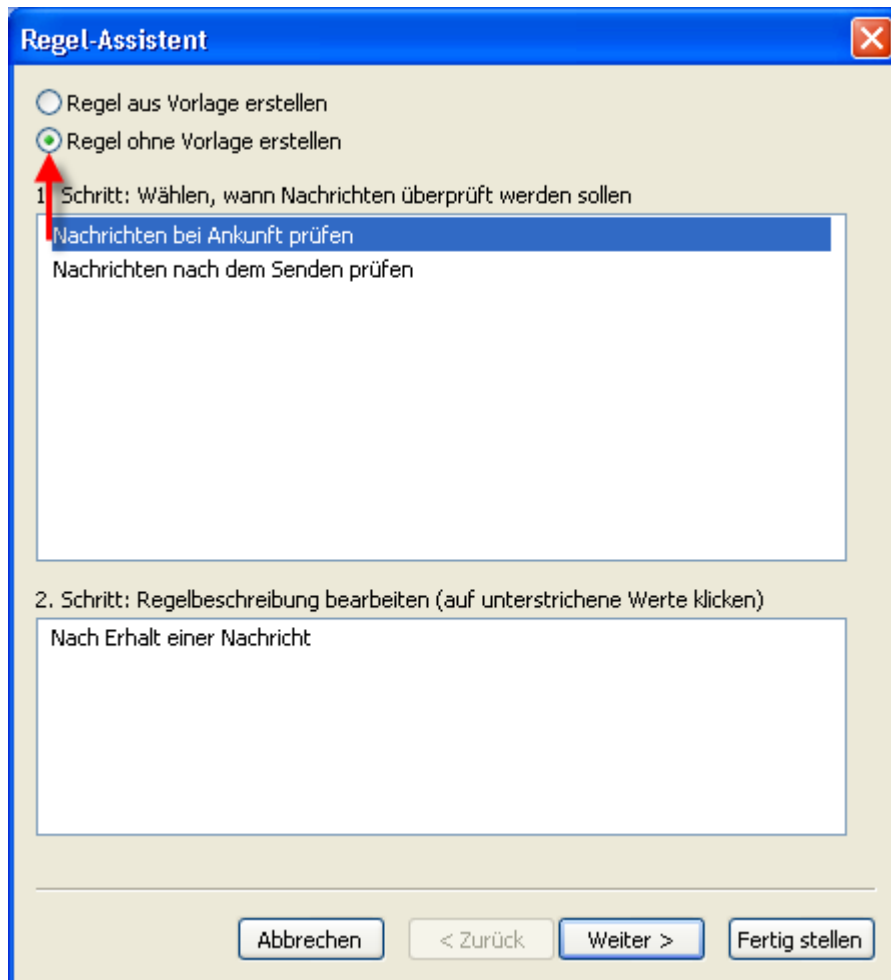 Regel-Assistent
Regel aus Vorlage erstellen
Regel ohne Vorlage erstellen
1. Schritt: Wählen, wann Nachrichten überprüft werden sollen
Nachrichten bei Ankunft prüfen
Nachrichten nach dem Senden prüfen
2. Schritt: Regelbeschreibung bearbeiten (auf unterstrichene Werte klicken)
Nach Erhalt einer Nachricht
Abbrechen < Zurück Weiter > Fertig stellen